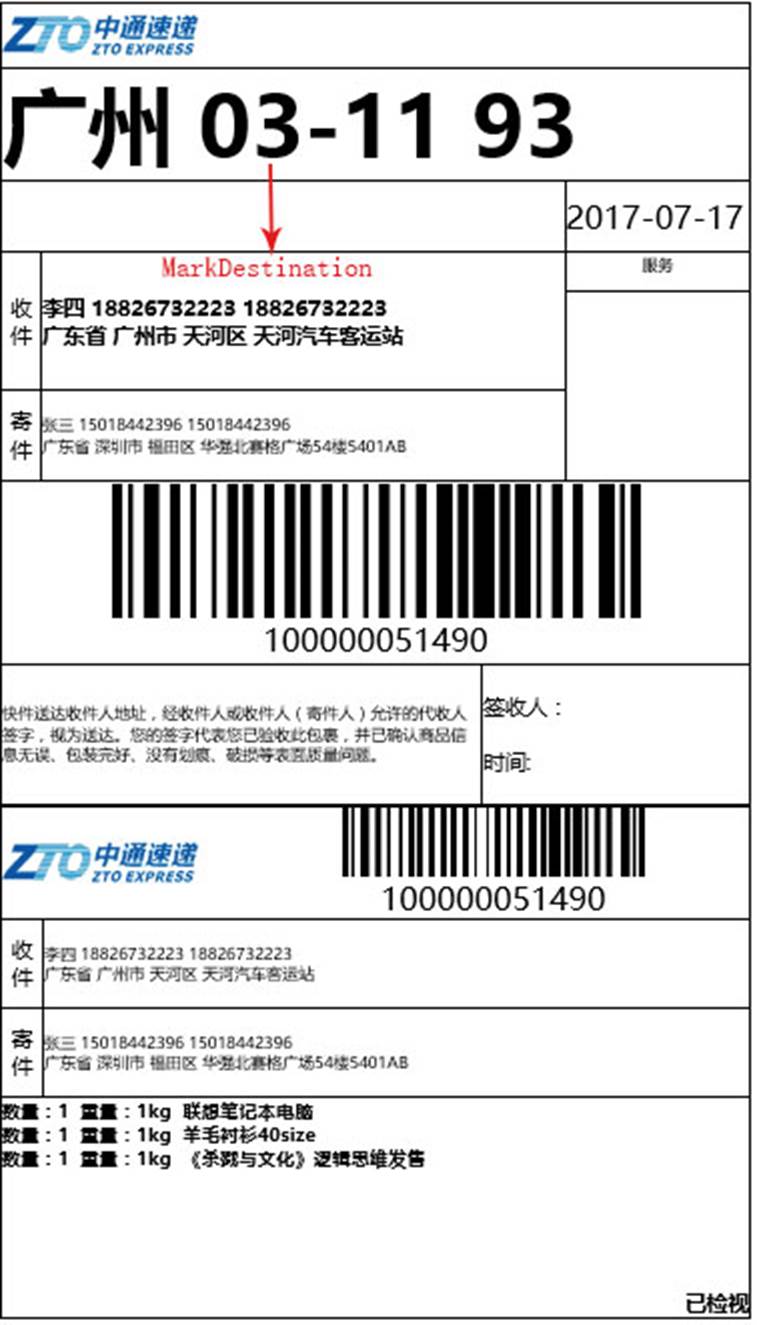 ZTO 中通速递
ZTO EXPRESS
广州 03-11 93
2017-07-17
MarkDestination
服务
收件
李四 18826732223 18826732223
广东省 广州市 天河区 天河汽车客运站
寄件
张三 15018442396 15018442396
广东省 深圳市 福田区 华强北赛格广场54楼5401AB
100000051490
快件送达收件人地址，经收件人或收件人（寄件人）允许的代收人
签字，视为送达。您的签字代表您已验收此包裹，并已确认商品信
息无误、包装完好、没有划痕、破损等表面质量问题。
签收人：
时间:
ZTO 中通速递
ZTO EXPRESS
100000051490
收件
李四 18826732223 18826732223
广东省 广州市 天河区 天河汽车客运站
寄件
张三 15018442396 15018442396
广东省 深圳市 福田区 华强北赛格广场54楼5401AB
数量：1 重量：1kg 联想笔记本电脑
数量：1 重量：1kg 羊毛衬衫40size
数量：1 重量：1kg 《杀戮与文化》逻辑思维发售
已检视